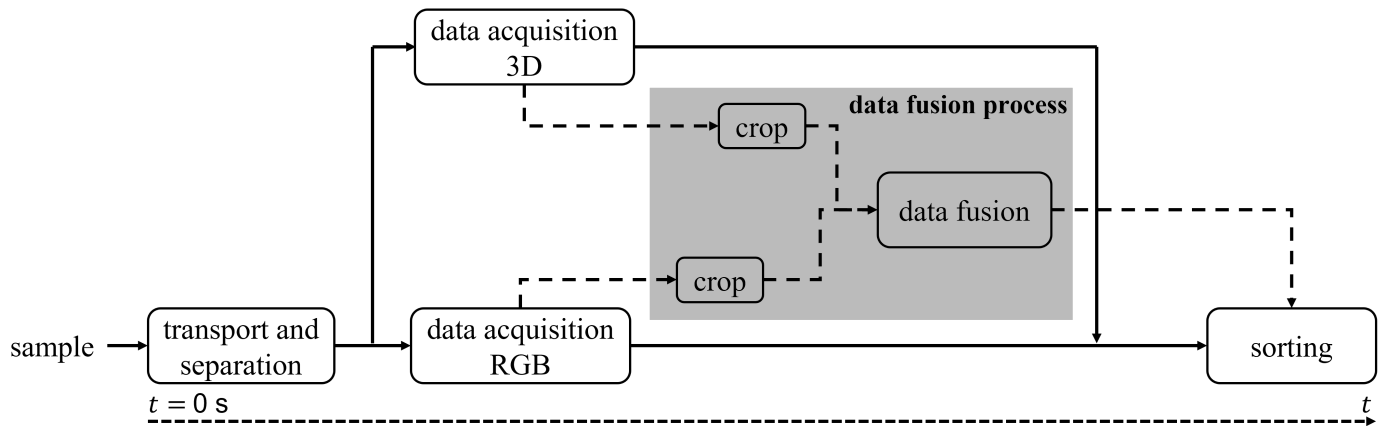 data acquisition
3D
data fusion process
crop
data fusion
crop
sample
transport and
separation
data acquisition
RGB
sorting
t = 0 s
t